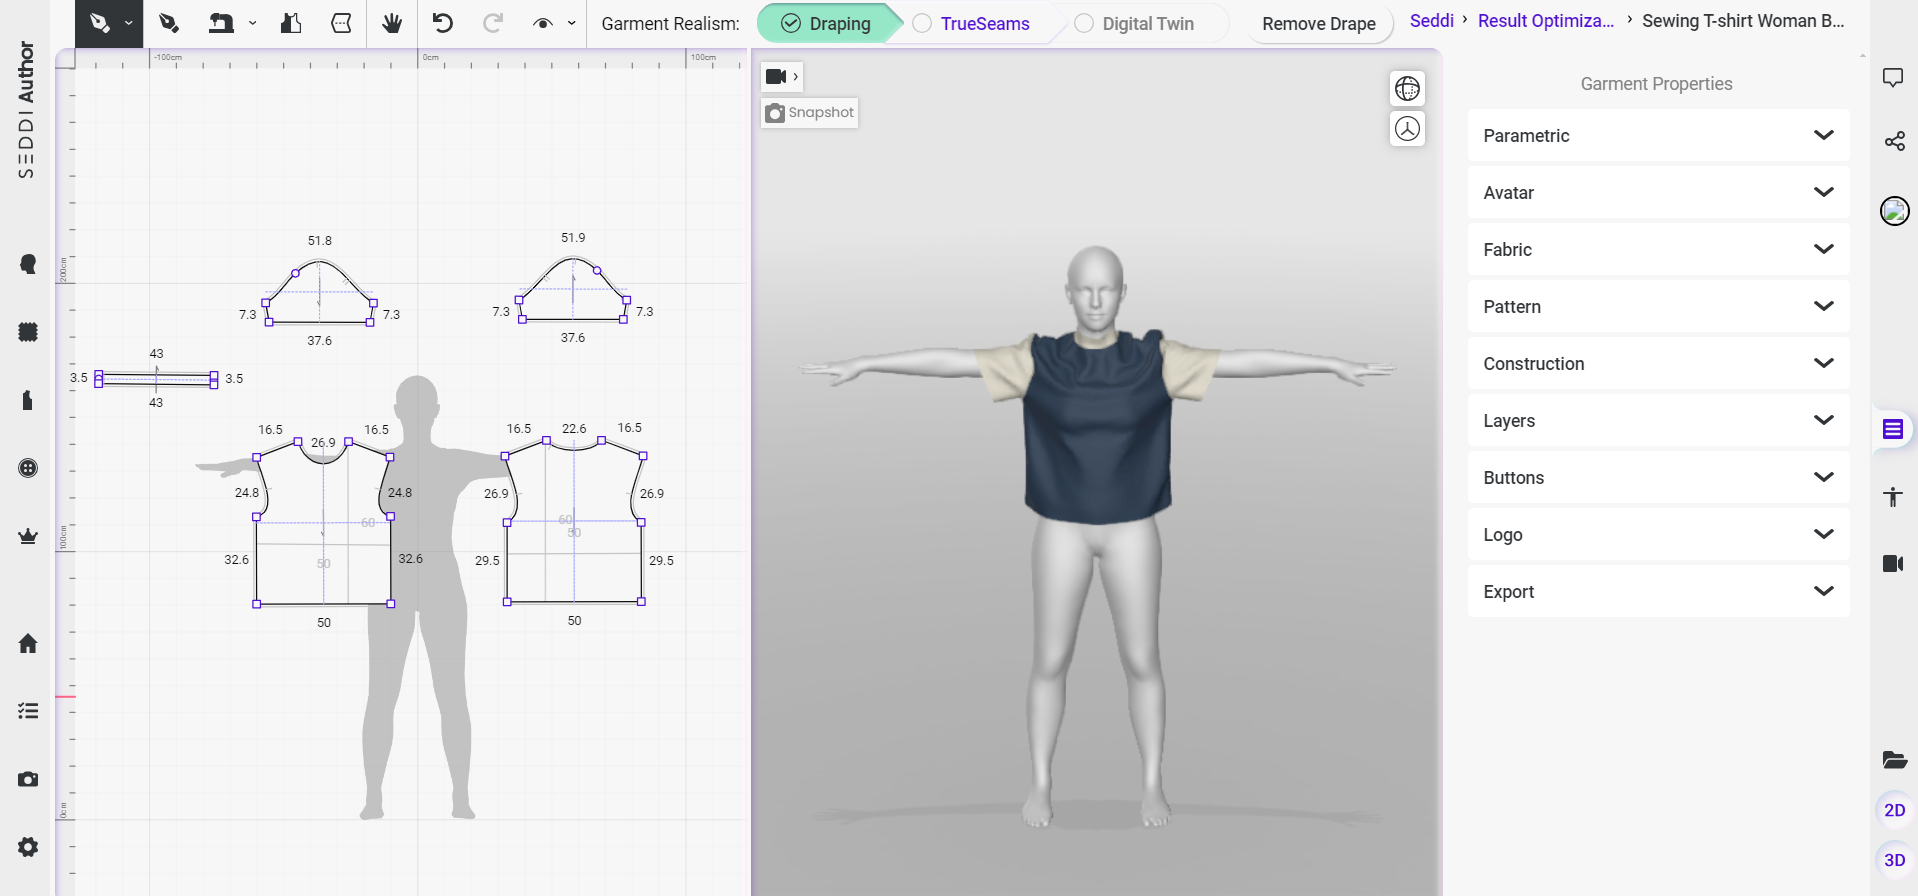 SEDDI Author
Garment Realism:
Draping
TrueSeams
Digital Twin
Remove Drape
Seddi › Result Optimiza... › Sewing T-shirt Woman B...
-100cm
0cm
100cm
200cm
100cm
0cm
51.8
7.3
7.3
37.6
51.9
7.3
7.3
37.6
43
3.5
3.5
43
16.5
26.9
16.5
24.8
24.8
60
32.6
32.6
50
50
16.5
22.6
16.5
26.9
26.9
60
50
29.5
29.5
50
Snapshot
Garment Properties
Parametric
Avatar
Fabric
Pattern
Construction
Layers
Buttons
Logo
Export
2D
3D